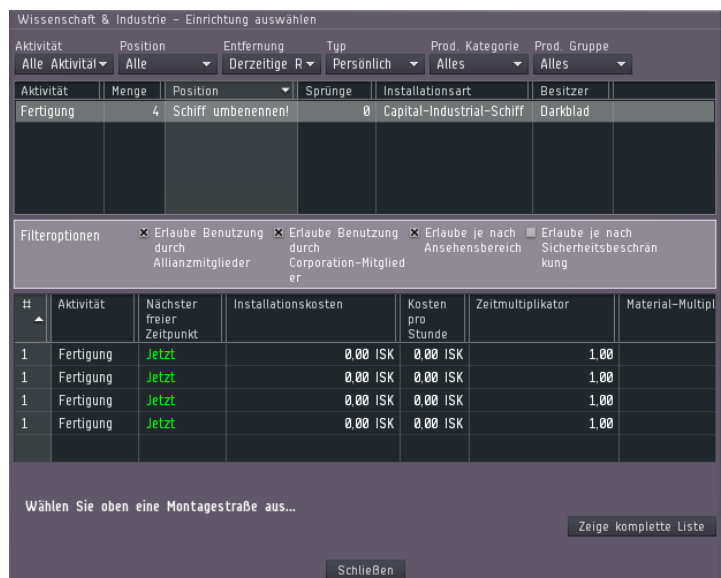 Wissenschaft & Industrie – Einrichtung auswählen
Aktivität Position Entfernung Typ Prod. Kategorie Prod. Gruppe
Alle Aktivität Alle Derzeitige R Persönlich Alles Alles
Aktivität Menge Position Sprünge Installationsart Besitzer
Fertigung 4 Schiff umbenennen! 0 Capital-Industrial-Schiff Darkblad
Filteroptionen
Erlaube Benutzung
durch
Allianzmitglieder
Erlaube Benutzung
durch
Corporation-Mitglied
er
Erlaube je nach
Ansehensbereich
Erlaube je nach
Sicherheitsbeschrän
kung
# Aktivität
Nächster
freier
Zeitpunkt
Installationskosten
Kosten
pro
Stunde
Zeitmultiplikator Material-Multipl
1 Fertigung Jetzt 0,00 ISK 0,00 ISK 1,00
1 Fertigung Jetzt 0,00 ISK 0,00 ISK 1,00
1 Fertigung Jetzt 0,00 ISK 0,00 ISK 1,00
1 Fertigung Jetzt 0,00 ISK 0,00 ISK 1,00
Wählen Sie oben eine Montagestraße aus...
Zeige komplette Liste
Schließen